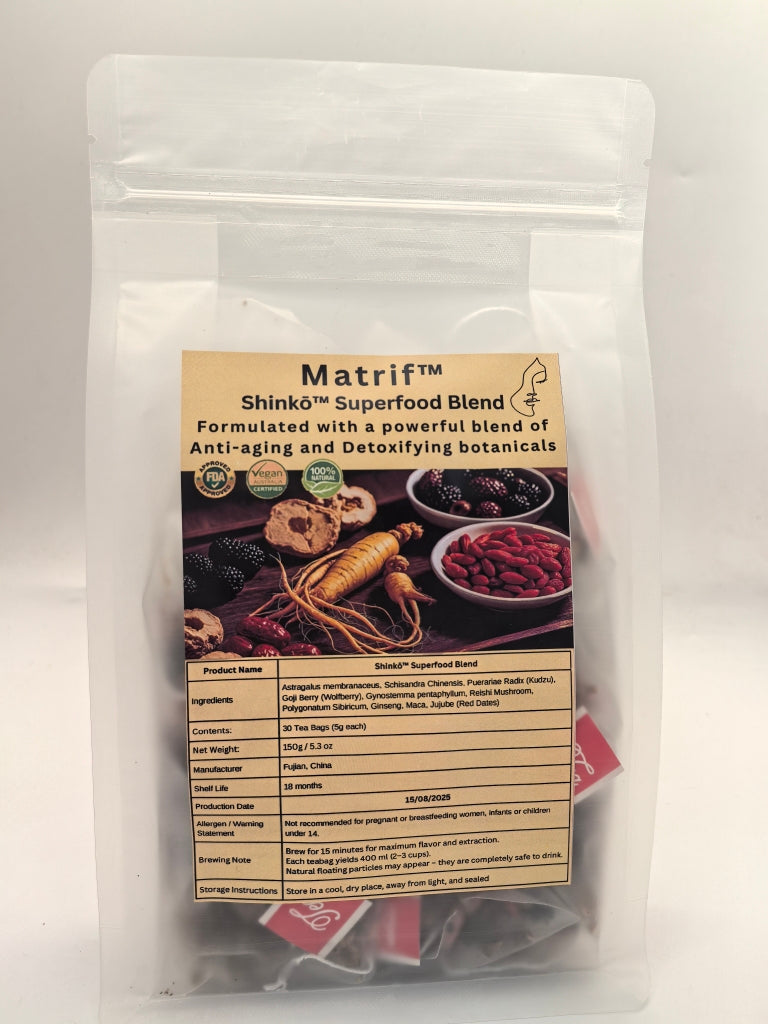 Matrif™
Shinkō™ Superfood Blend
Formulated with a powerful blend of
Anti-aging and Detoxifying botanicals
APPROVED
FDA
APPROVED
Vegan
AUSTRALIA
CERTIFIED
100%
NATURAL
Product Name
Shinkō™ Superfood Blend
Ingredients
Astragalus membranaceus, Schisandra Chinensis, Puerariae Radix (Kudzu),
Goji Berry (Wolfberry), Gynostemma pentaphyllum, Reishi Mushroom,
Polygonatum Sibiricum, Ginseng, Maca, Jujube (Red Dates)
Contents:
30 Tea Bags (5g each)
Net Weight:
150g / 5.3 oz
Manufacturer
Fujian, China
Shelf Life
18 months
Production Date
15/08/2025
Allergen / Warning
Statement
Not recommended for pregnant or breastfeeding women, infants or children
under 14.
Brewing Note
Brew for 15 minutes for maximum flavor and extraction.
Each teabag yields 400 ml (2–3 cups).
Natural floating particles may appear – they are completely safe to drink.
Storage Instructions
Store in a cool, dry place, away from light, and sealed